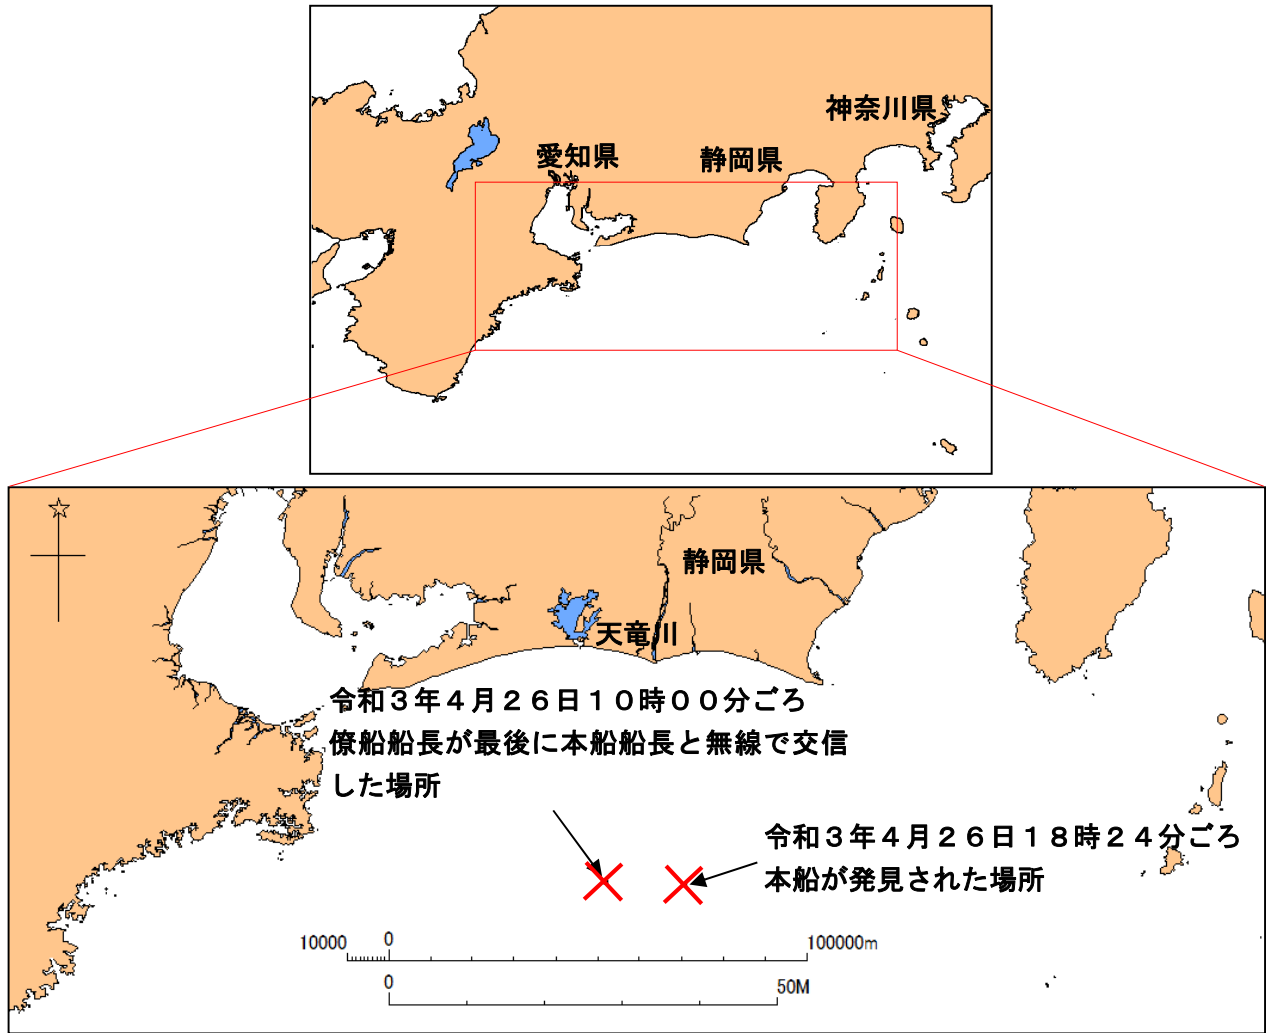 神奈川県
愛知県
静岡県
静岡県
天竜川
令和３年４月２６日１０時００分ごろ
僚船船長が最後に本船船長と無線で交信
した場所
令和３年４月２６日１８時２４分ごろ
本船が発見された場所
10000 0 100000m
0 50M